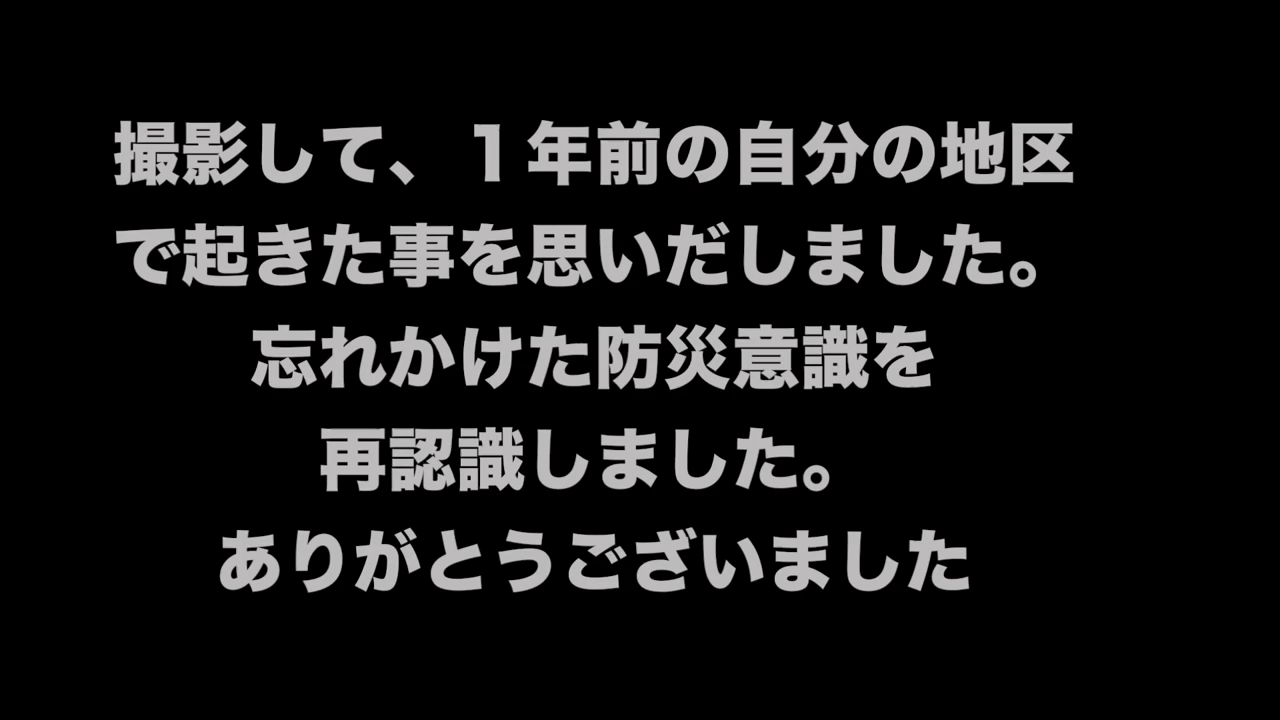 撮影して、１年前の自分の地区
で起きた事を思いだしました。
忘れかけた防災意識を
再認識しました。
ありがとうございました